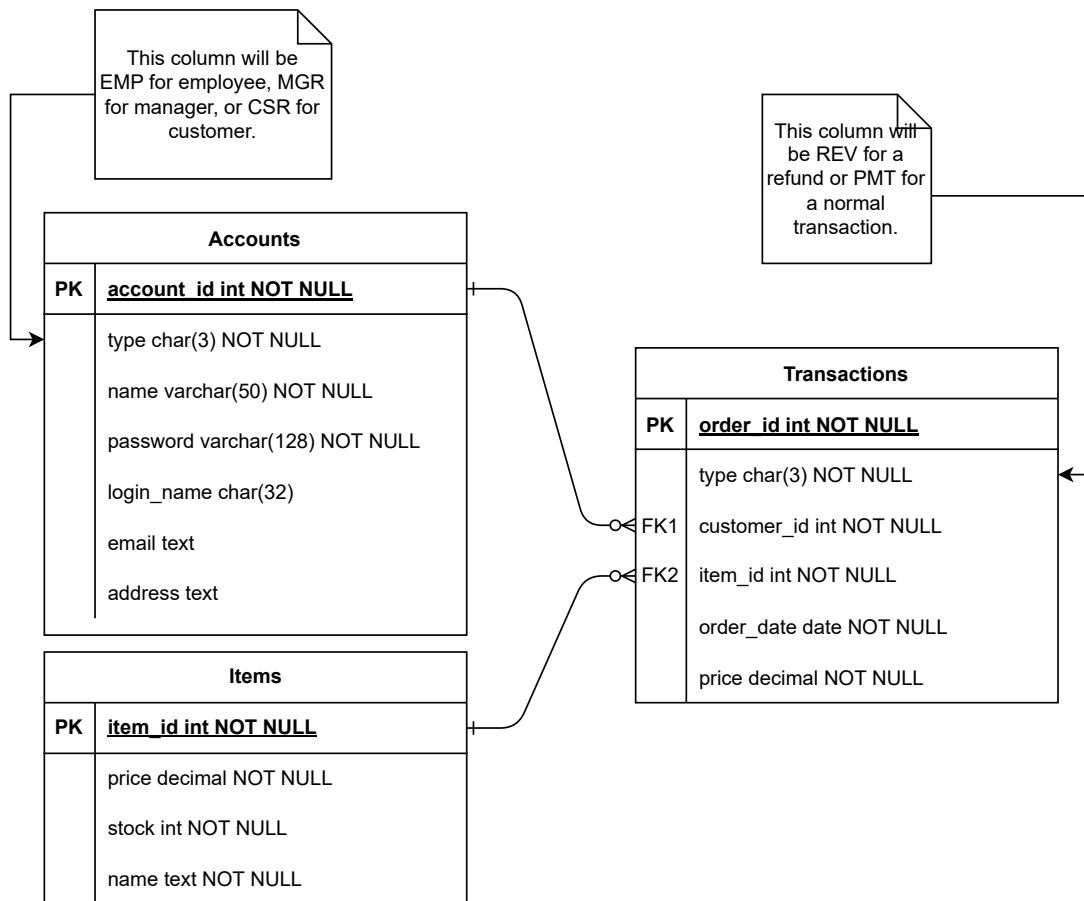 This column will be
EMP for employee, MGR
for manager, or CSR for
customer.
This column will
be REV for a
refund or PMT for
a normal
transaction.
Accounts
PK account_id int NOT NULL
type char(3) NOT NULL
name varchar(50) NOT NULL
password varchar(128) NOT NULL
login_name char(32)
email text
address text
Transactions
PK order_id int NOT NULL
type char(3) NOT NULL
FK1 customer_id int NOT NULL
FK2 item_id int NOT NULL
order_date date NOT NULL
price decimal NOT NULL
Items
PK item_id int NOT NULL
price decimal NOT NULL
stock int NOT NULL
name text NOT NULL